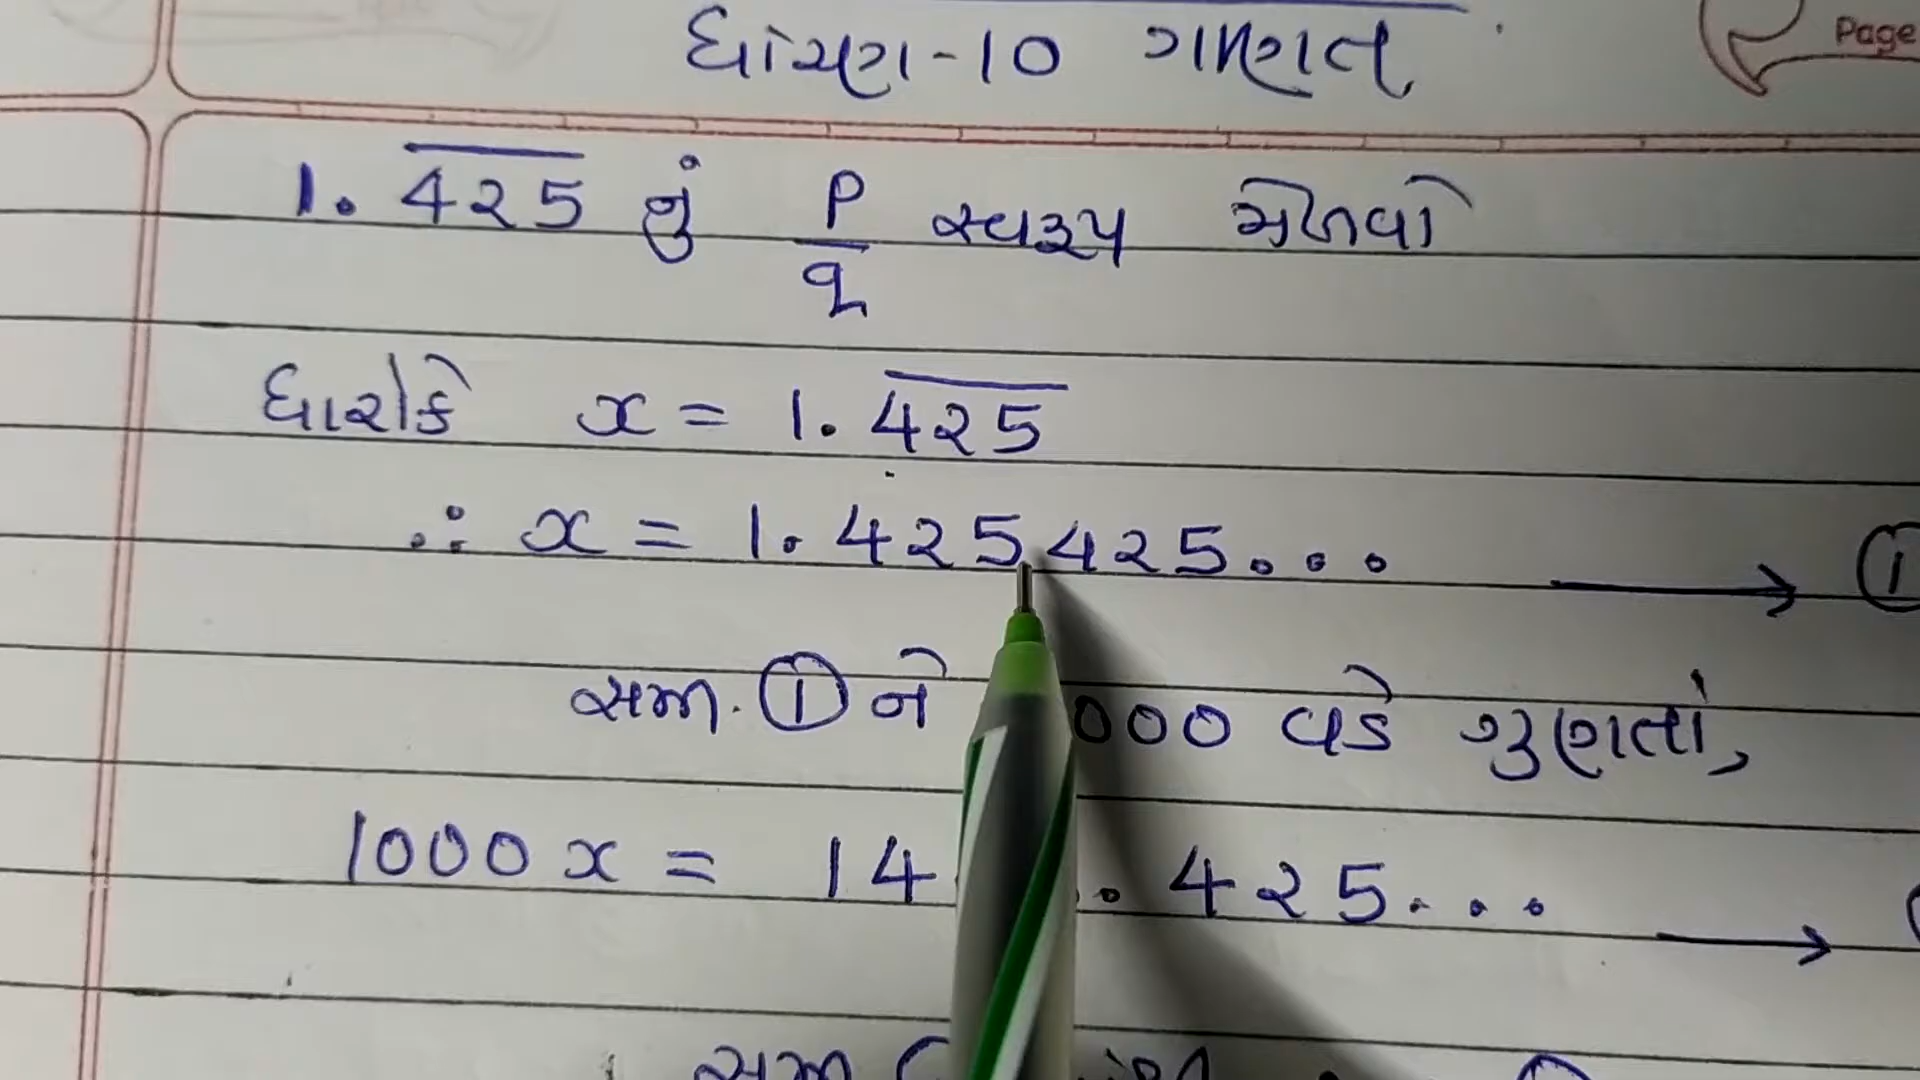 ધોરણ-10 ગણિત
Page
1.4̅2̅5̅ નું p/q સ્વરૂપ મેળવો
ધારોકે x = 1.4̅2̅5̅
∴ x = 1.425425... → ①
સમી. ① ને 000 વડે ગુણતાં,
1000x = 14 .425... →